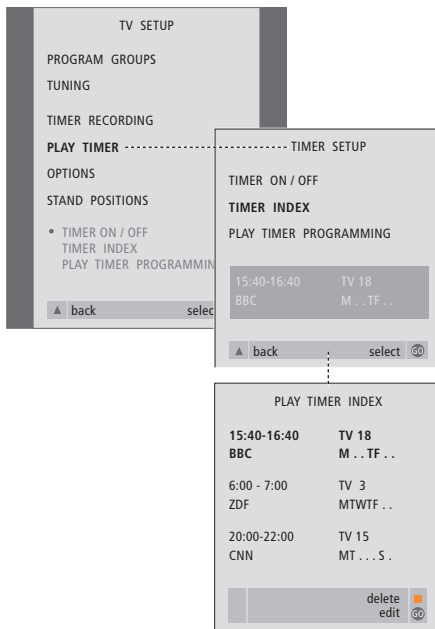 TV SETUP
PROGRAM GROUPS
TUNING
TIMER RECORDING
PLAY TIMER
OPTIONS
STAND POSITIONS
• TIMER ON / OFF
TIMER INDEX
PLAY TIMER PROGRAMMIN
▲ back selec
TIMER SETUP
TIMER ON / OFF
TIMER INDEX
PLAY TIMER PROGRAMMING
15:40-16:40 TV 18
BBC M . . TF . .
▲ back select GO
PLAY TIMER INDEX
15:40-16:40 TV 18
BBC M . . TF . .
6:00 - 7:00 TV 3
ZDF MTWTF . .
20:00-22:00 TV 15
CNN MT . . . S .
delete
edit GO